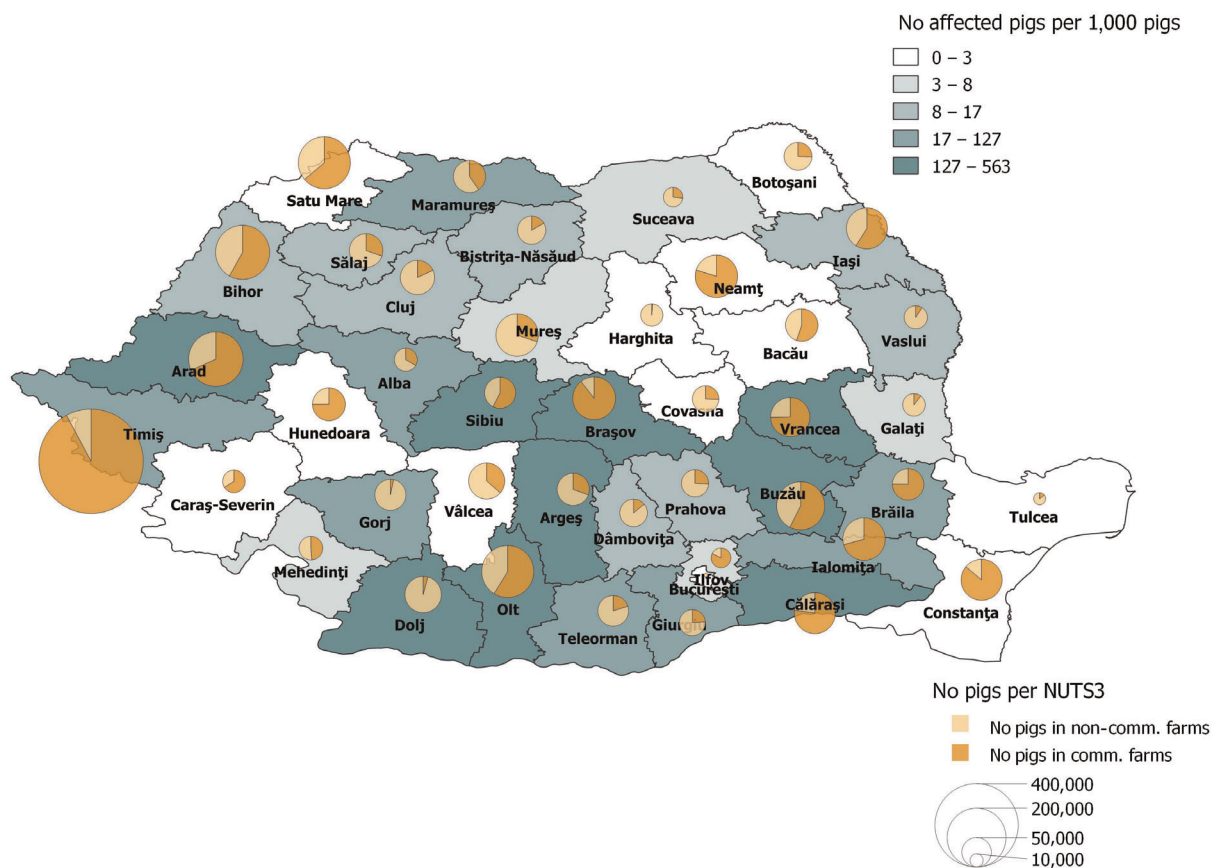 No affected pigs per 1,000 pigs
0 – 3
3 – 8
8 – 17
17 – 127
127 – 563
Botoşani
Satu Mare
Maramureş
Suceava
Iaşi
Sălaj
Bistriţa-Năsăud
Bihor
Cluj
Neamţ
Mureş
Harghita
Bacău
Vaslui
Arad
Alba
Sibiu
Braşov
Covasna
Vrancea
Galaţi
Timiş
Hunedoara
Caraş-Severin
Gorj
Vâlcea
Argeş
Dâmboviţa
Prahova
Buzău
Brăila
Tulcea
Mehedinţi
Ilfov
Bucureşti
Ialomiţa
Dolj
Olt
Teleorman
Giurgiu
Călăraşi
Constanţa
No pigs per NUTS3
No pigs in non-comm. farms
No pigs in comm. farms
400,000
200,000
50,000
10,000